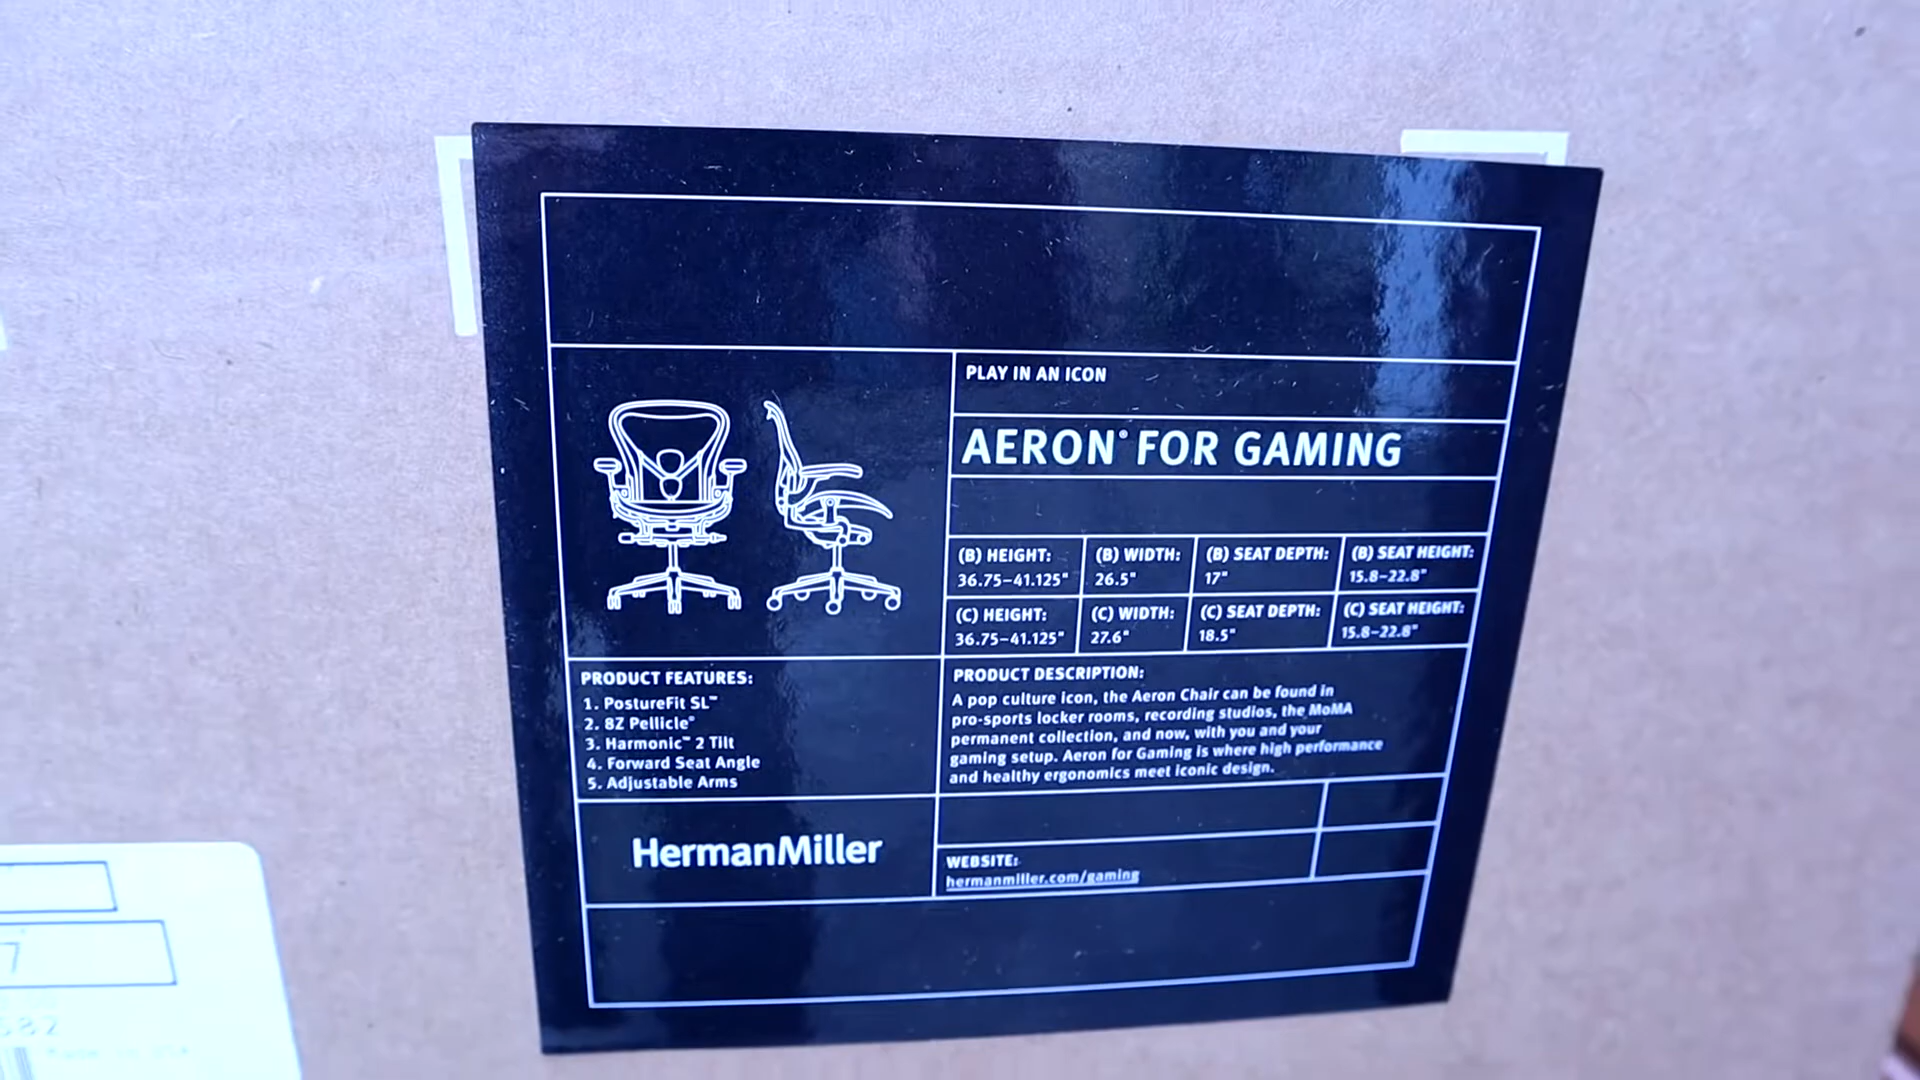 PLAY IN AN ICON
AERON® FOR GAMING
(B) HEIGHT:
36.75–41.125"
(B) WIDTH:
26.5"
(B) SEAT DEPTH:
17"
(B) SEAT HEIGHT:
15.8–22.8"
(C) HEIGHT:
36.75–41.125"
(C) WIDTH:
27.6"
(C) SEAT DEPTH:
18.5"
(C) SEAT HEIGHT:
15.8–22.8"
PRODUCT FEATURES:
1. PostureFit SL™
2. 8Z Pellicle®
3. Harmonic™ 2 Tilt
4. Forward Seat Angle
5. Adjustable Arms
PRODUCT DESCRIPTION:
A pop culture icon, the Aeron Chair can be found in
pro-sports locker rooms, recording studios, the MoMA
permanent collection, and now, with you and your
gaming setup. Aeron for Gaming is where high performance
and healthy ergonomics meet iconic design.
HermanMiller
WEBSITE:
hermanmiller.com/gaming
7